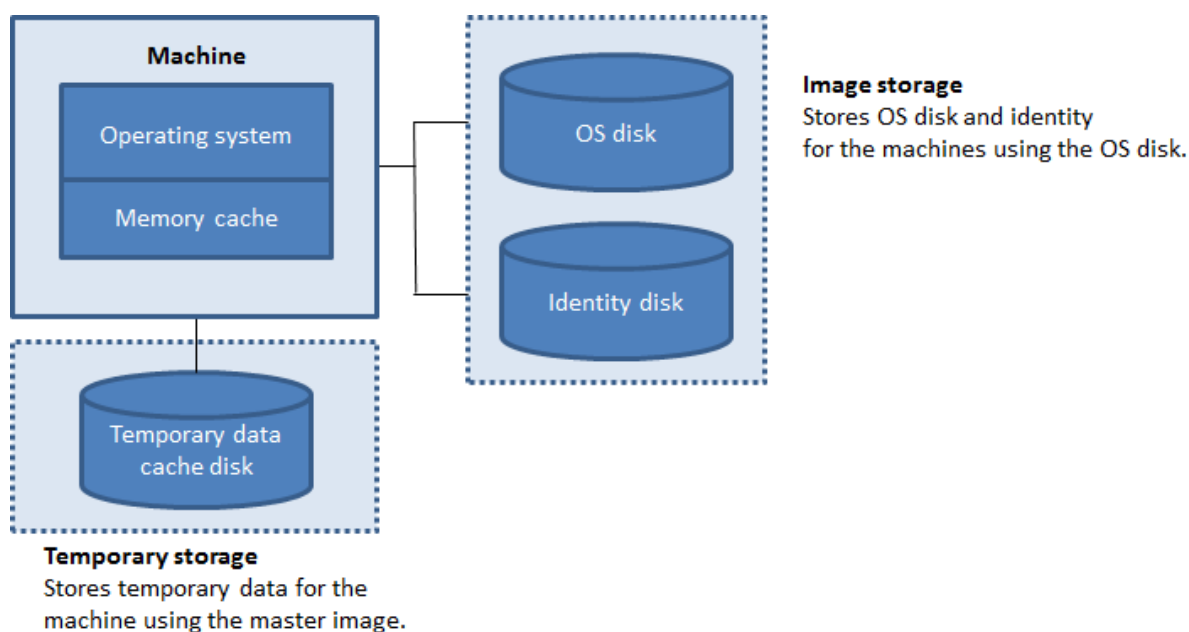 Machine
Operating system
Memory cache
OS disk
Identity disk
Image storage
Stores OS disk and identity
for the machines using the OS disk.
Temporary data
cache disk
Temporary storage
Stores temporary data for the
machine using the master image.